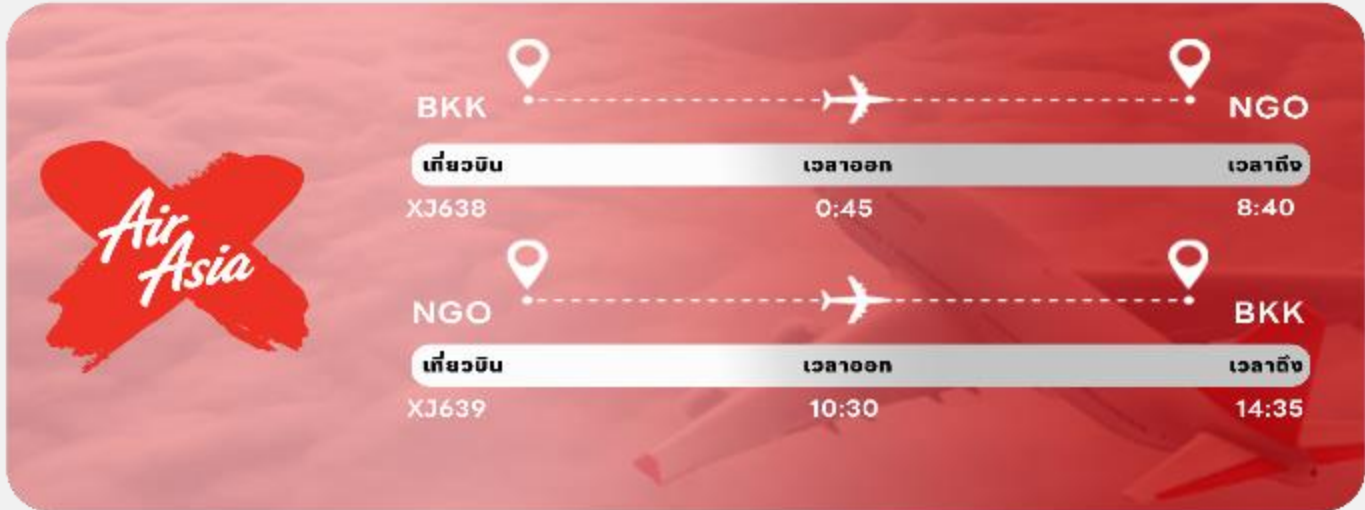 BKK NGO
เที่ยวบิน เวลาออก เวลาถึง
XJ638 0:45 8:40
Air
Asia
NGO BKK
เที่ยวบิน เวลาออก เวลาถึง
XJ639 10:30 14:35